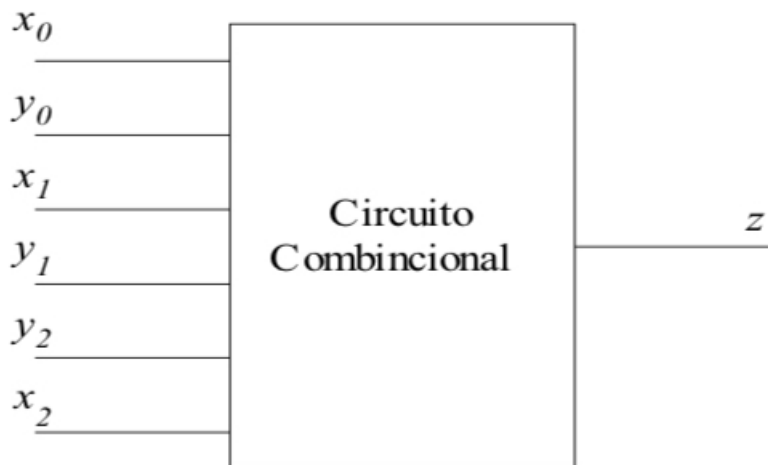 x0
y0
x1
y1
y2
x2
Circuito
Combincional
z